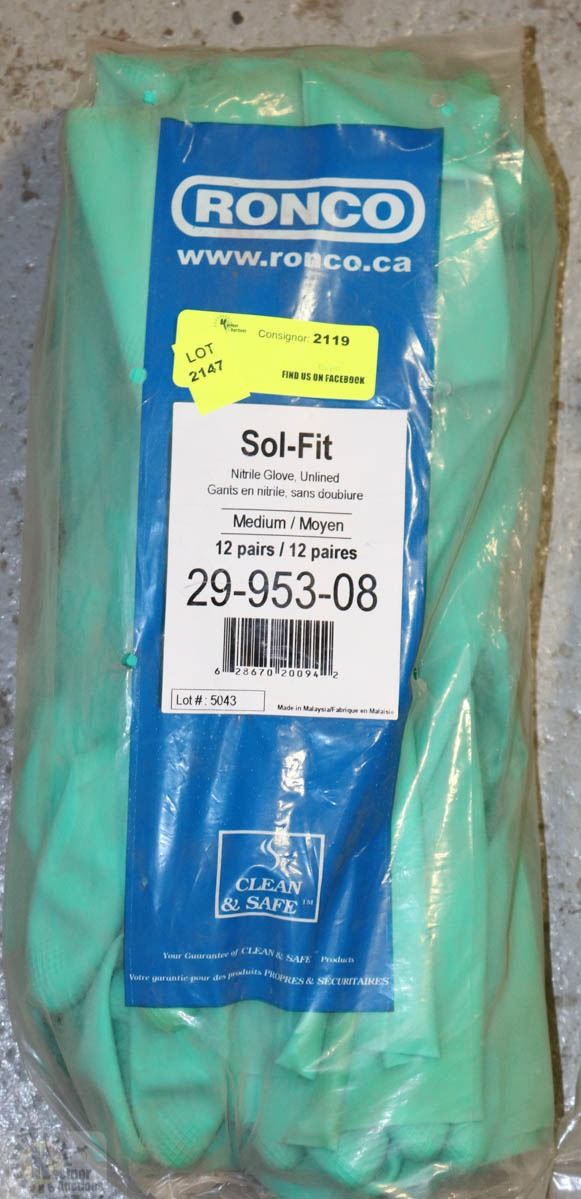 RONCO
www.ronco.ca
Consignor: 2119
LOT
2147
FIND US ON FACEBOOK
Sol-Fit
Nitrile Glove, Unlined
Gants en nitrile, sans doublure
Medium / Moyen
12 pairs / 12 paires
29-953-08
6 28670 20094 2
Lot # : 5043
Made in Malaysia/Fabrique en Malaisie
CLEAN
& SAFE ™
Your Guarantee of CLEAN & SAFE Products
Votre garantie pour des produits PROPRES & SÉCURITAIRES
Auctions